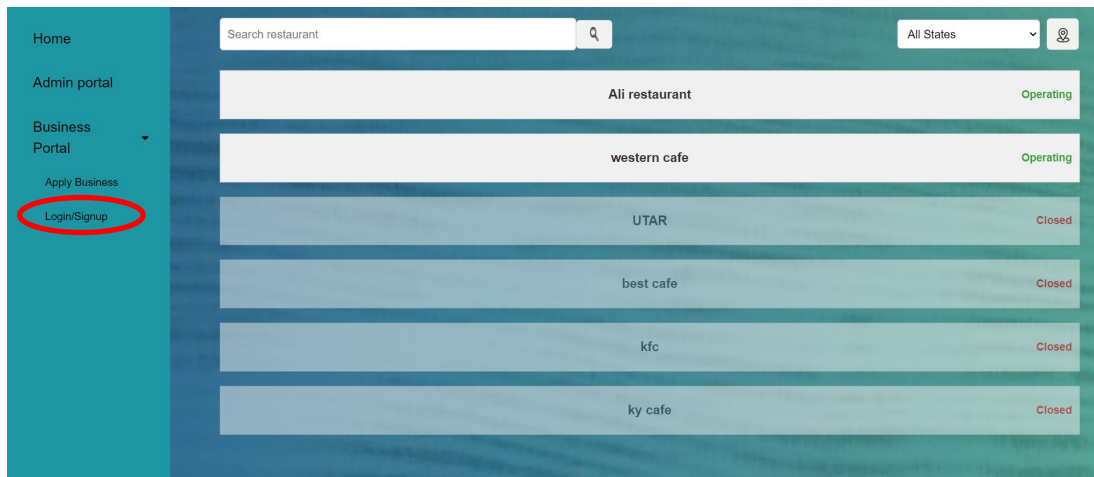 Home
Admin portal
Business
Portal
Apply Business
Login/Signup
Search restaurant
All States
Ali restaurant
Operating
western cafe
Operating
UTAR
Closed
best cafe
Closed
kfc
Closed
ky cafe
Closed